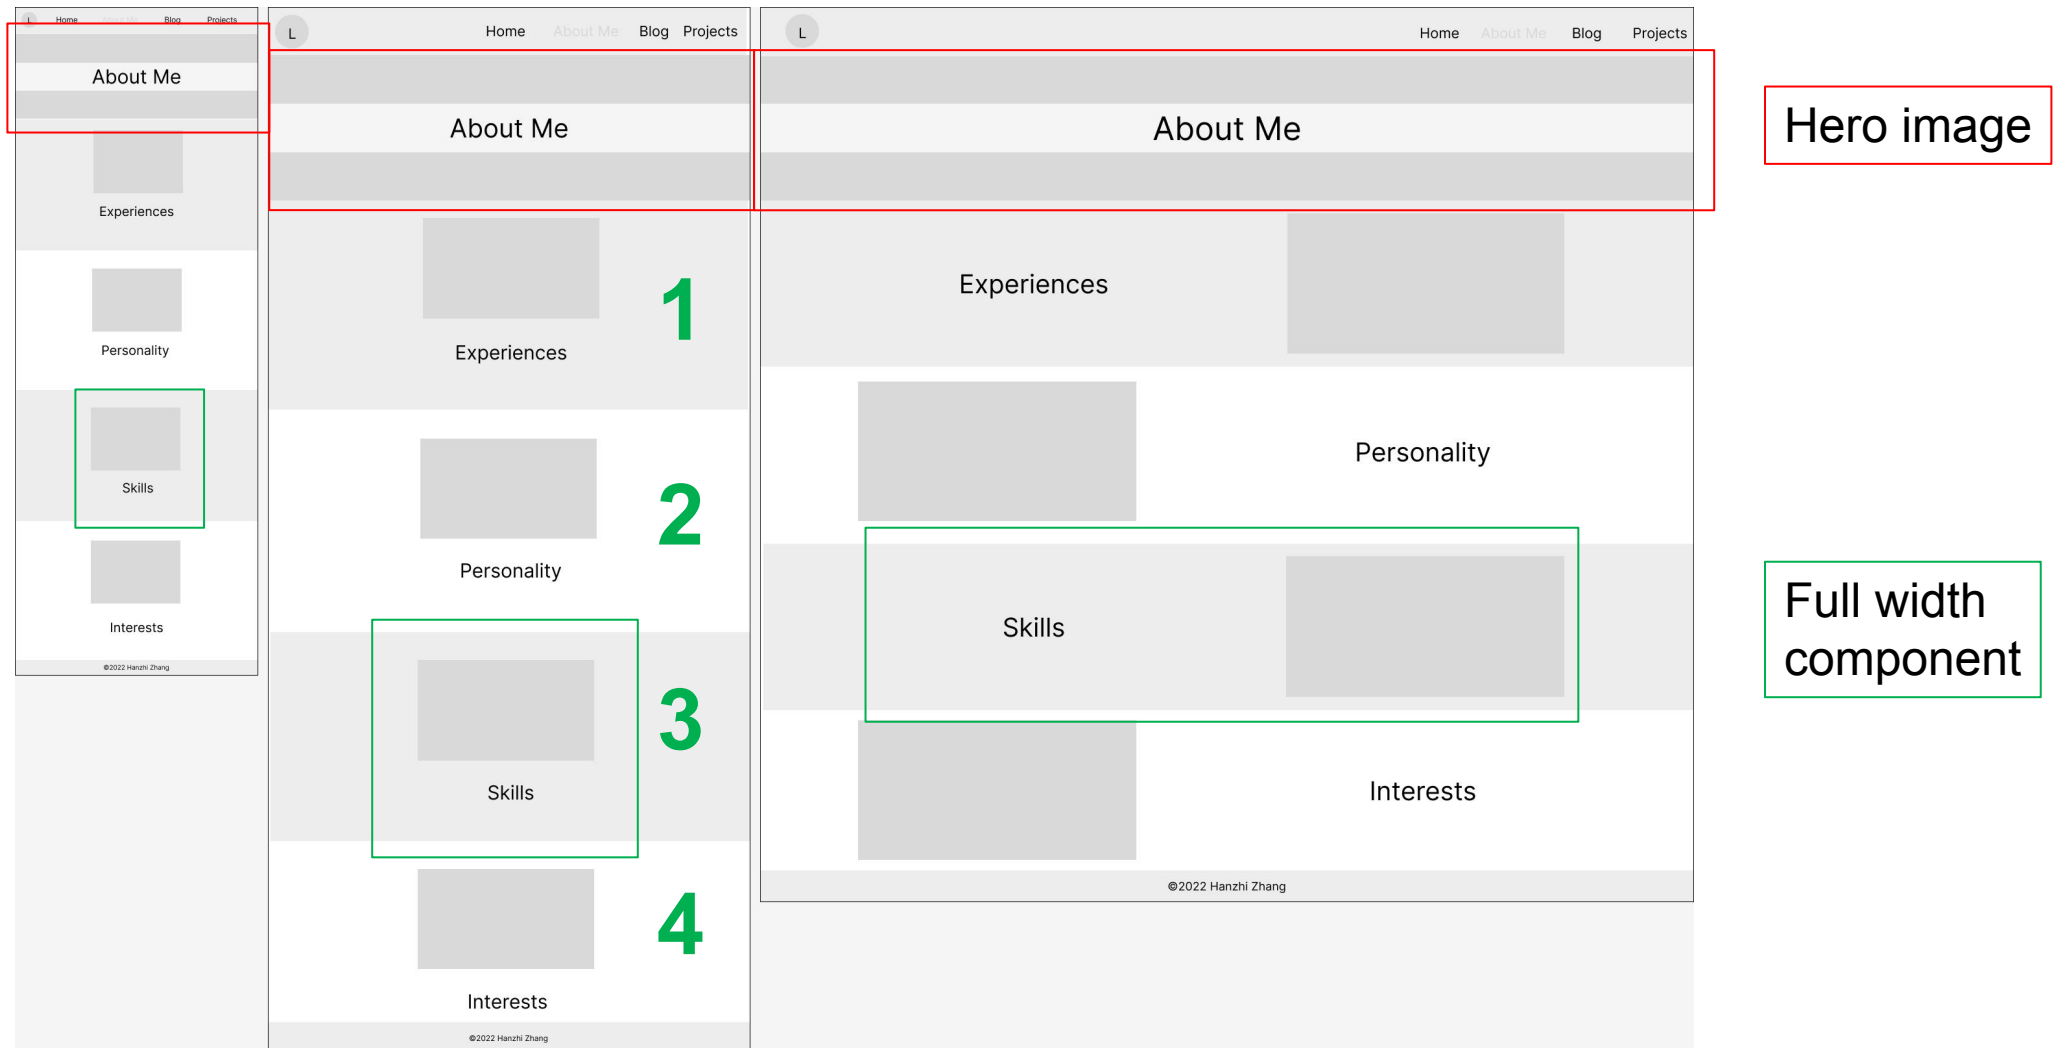 L Home About Me Blog Projects
About Me
Experiences
Personality
Skills
Interests
©2022 Hanzhi Zhang
L Home About Me Blog Projects
About Me
Experiences
1
Personality
2
Skills
3
Interests
4
©2022 Hanzhi Zhang
L Home About Me Blog Projects
About Me
Experiences
Personality
Skills
Interests
©2022 Hanzhi Zhang
Hero image
Full width
component